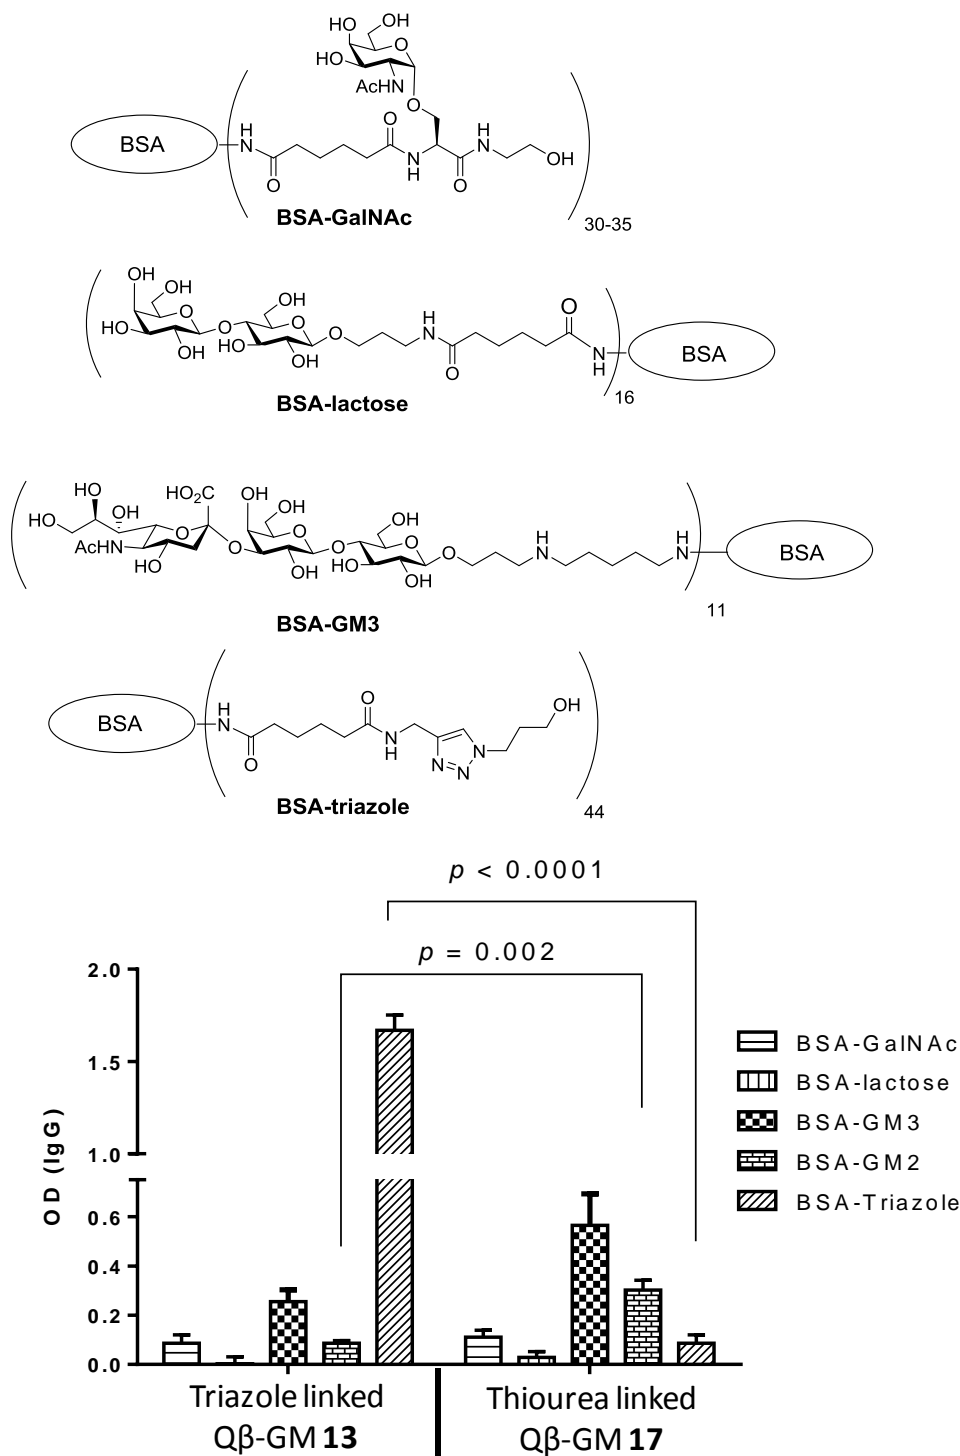 HO OH
O
HO
AcHN
O
O
H
N
BSA
H
N
O
N
H
O
OH
BSA-GalNAc
30-35
OH
OH
O
HO
OH
O
OH
O
HO
OH
O
H
N
O
O
N
H
BSA
16
BSA-lactose
HO
HO
OH
HO₂C
O
AcHN
HO
O
OH
OH
O
OH
O
OH
O
HO
OH
O
H
N
H
N
BSA
11
BSA-GM3
BSA
H
N
O
O
N
H
N
N
N
OH
BSA-triazole
44
p < 0.0001
p = 0.002
OD (IgG)
2.0
1.5
1.0
0.6
0.4
0.2
0.0
BSA-GalNAc
BSA-lactose
BSA-GM3
BSA-GM2
BSA-Triazole
Triazole linked
Qβ-GM 13
Thiourea linked
Qβ-GM 17